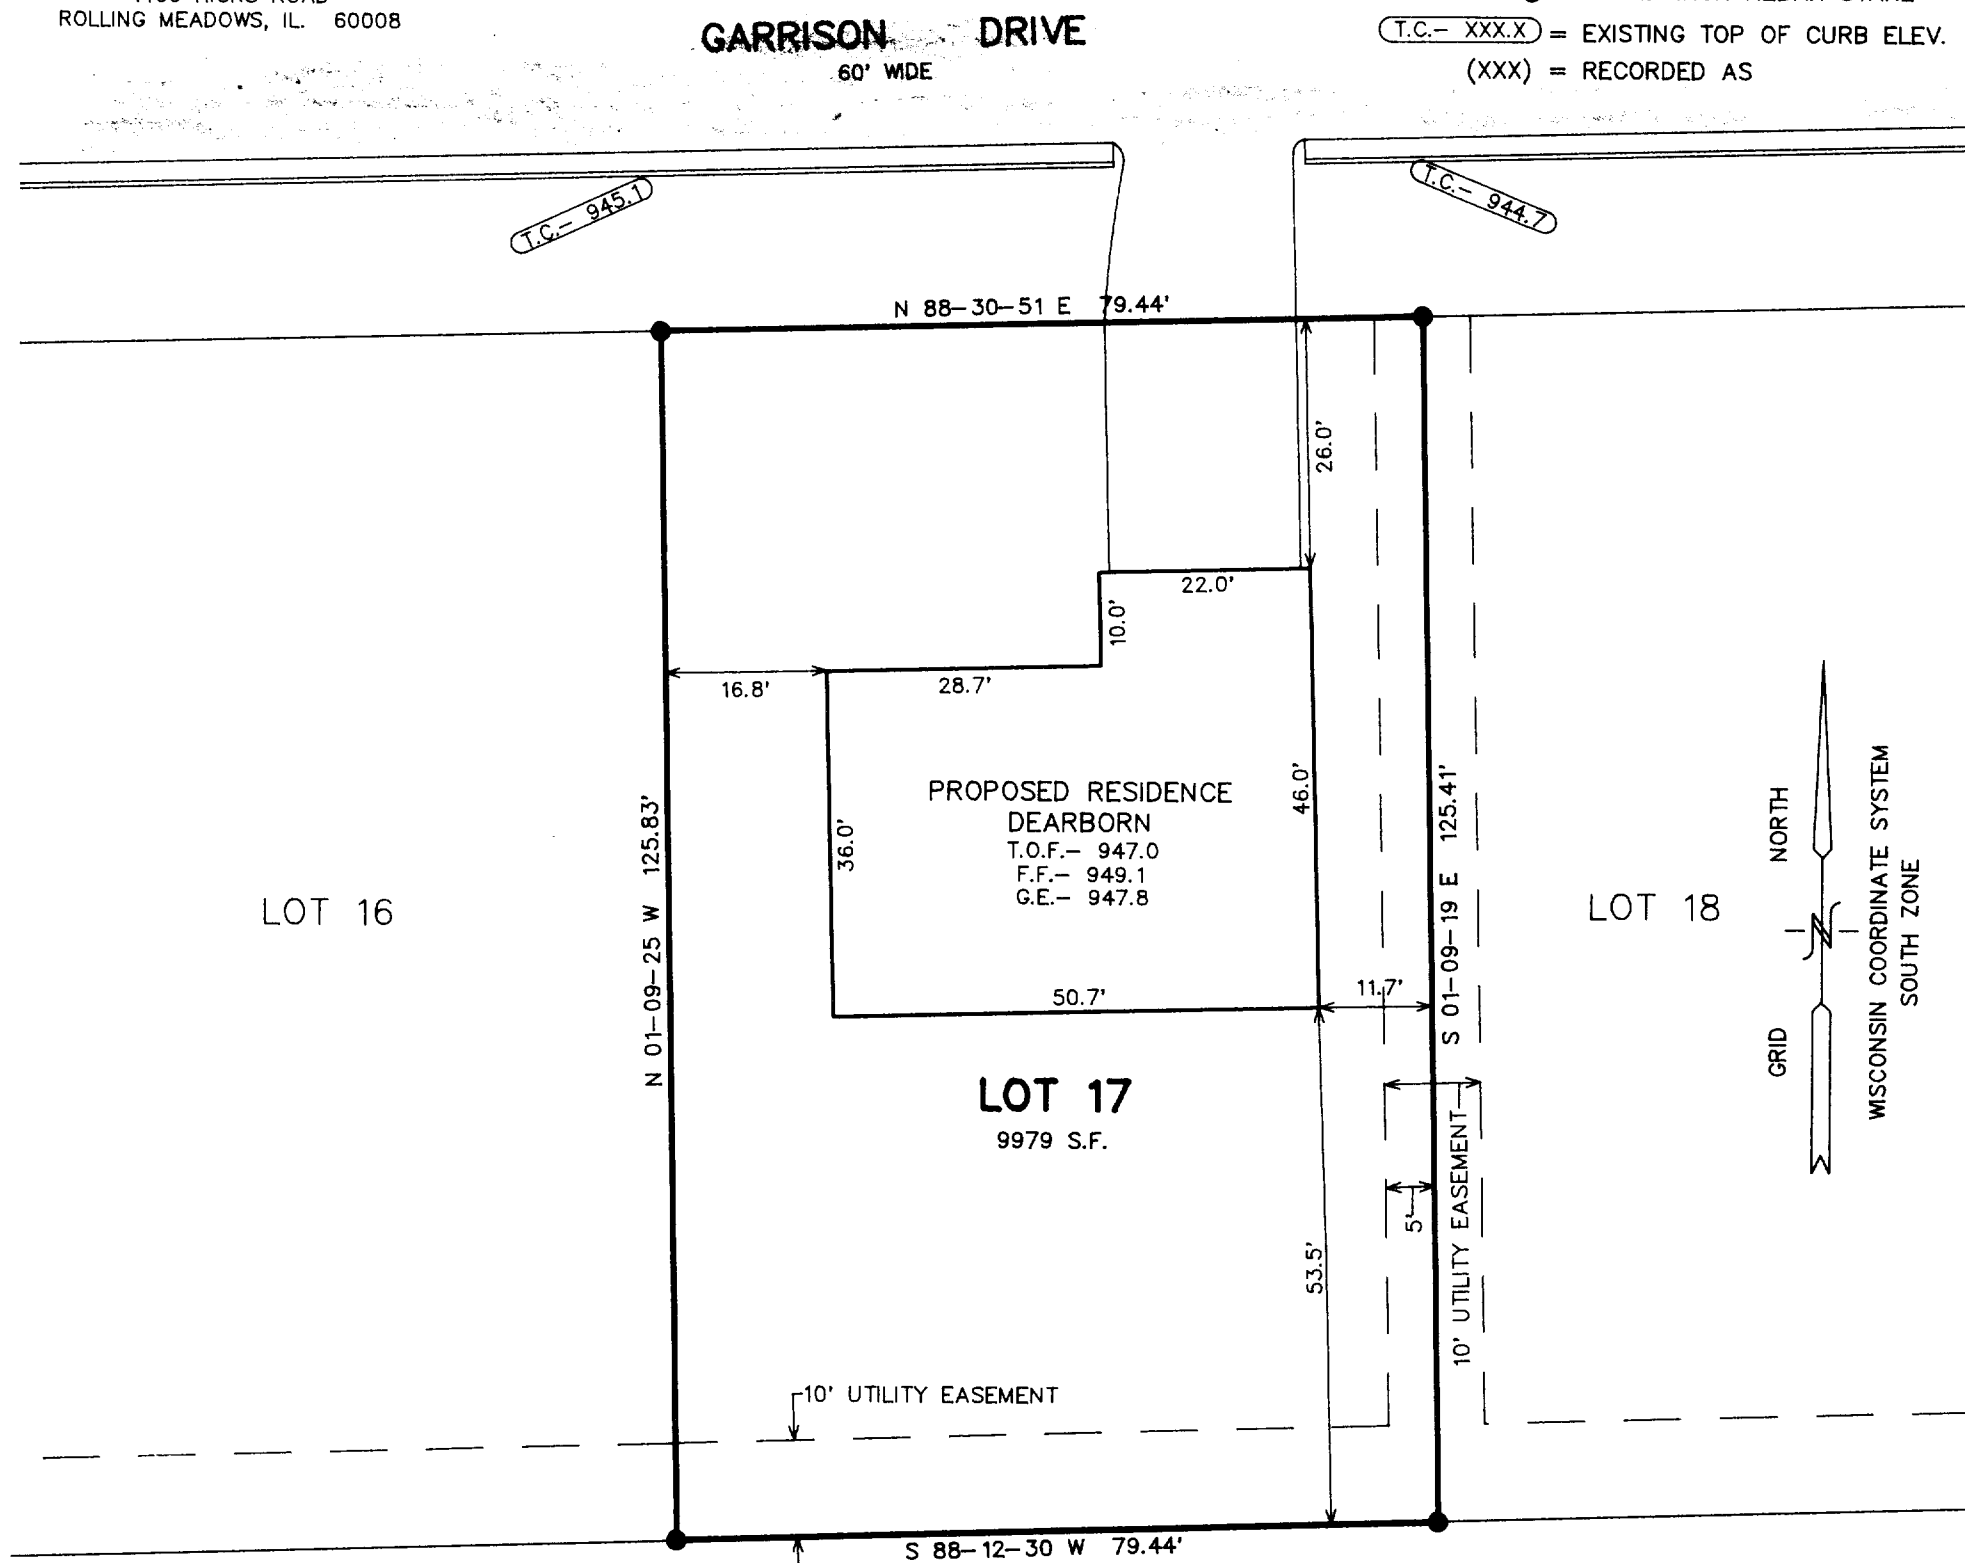 ROLLING MEADOWS, IL. 60008
GARRISON DRIVE
60' WIDE
T.C.- XXX.X = EXISTING TOP OF CURB ELEV.
(XXX) = RECORDED AS
T.C.- 945.1
T.C.- 944.7
N 88-30-51 E 79.44'
26.0'
22.0'
10.0'
16.8'
28.7'
PROPOSED RESIDENCE
DEARBORN
T.O.F.- 947.0
F.F.- 949.1
G.E.- 947.8
36.0'
46.0'
N 01-09-25 W 125.83'
S 01-09-19 E 125.41'
LOT 16
LOT 18
50.7'
11.7'
LOT 17
9979 S.F.
GRID NORTH
WISCONSIN COORDINATE SYSTEM
SOUTH ZONE
5'
10' UTILITY EASEMENT
53.5'
10' UTILITY EASEMENT
S 88-12-30 W 79.44'